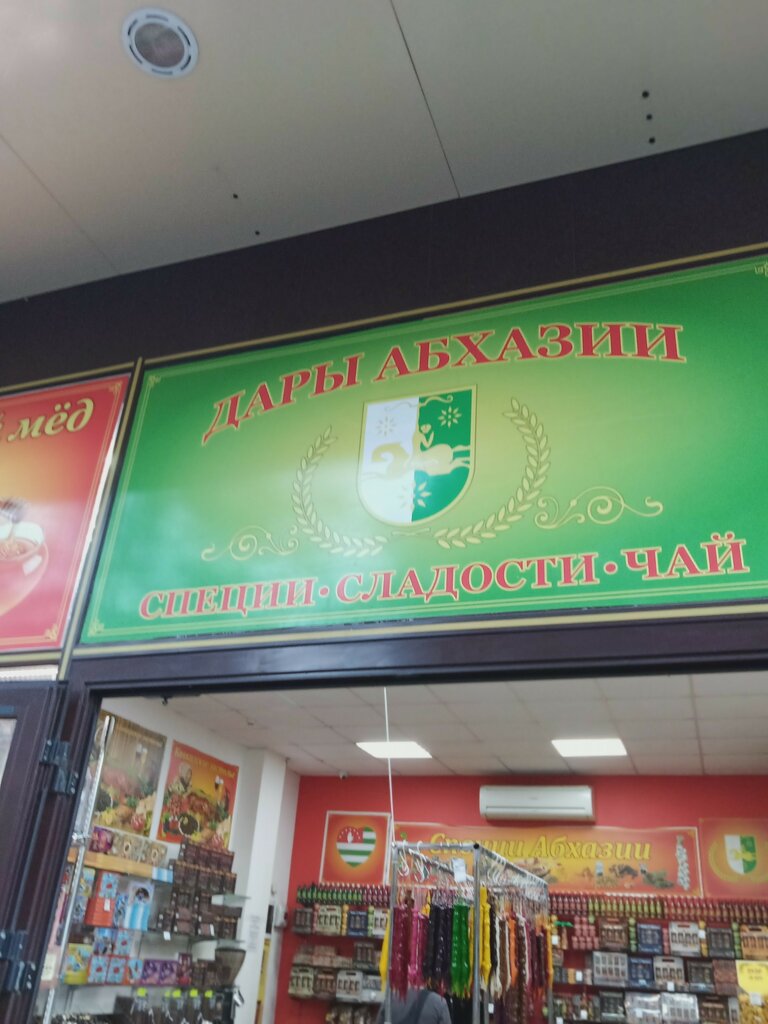 ДАРЫ АБХАЗИИ
мёд
СПЕЦИИ·СЛАДОСТИ·ЧАЙ
Специи Абхазии